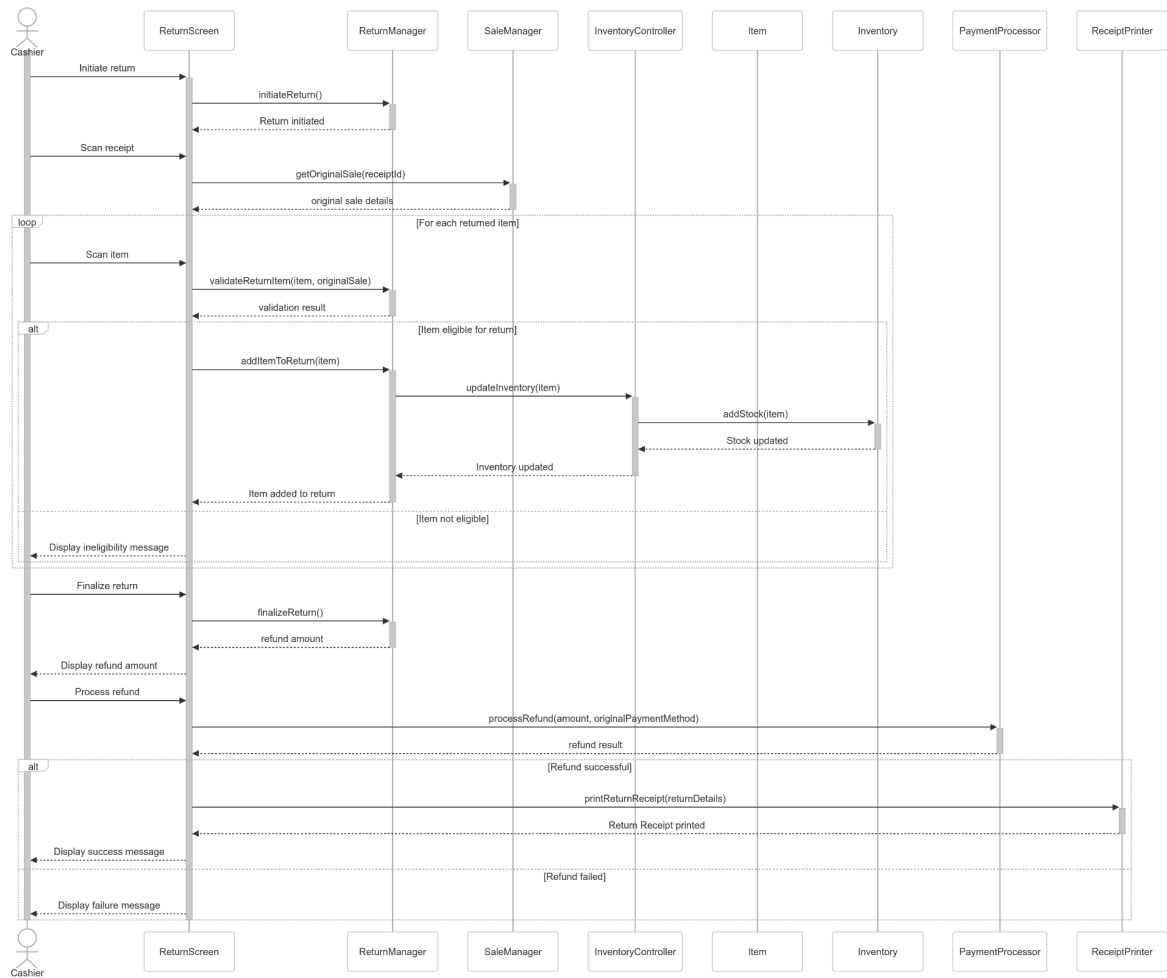 ReturnScreen
ReturnManager
SaleManager
InventoryController
Item
Inventory
PaymentProcessor
ReceiptPrinter
Cashier
Initiate return
initiateReturn()
Return initiated
Scan receipt
getOriginalSale(receiptId)
original sale details
loop
[For each returned item]
Scan item
validateReturnItem(item, originalSale)
validation result
alt
[Item eligible for return]
addItemToReturn(item)
updateInventory(item)
addStock(item)
Stock updated
Inventory updated
Item added to return
[Item not eligible]
Display ineligibility message
Finalize return
finalizeReturn()
refund amount
Display refund amount
Process refund
processRefund(amount, originalPaymentMethod)
refund result
alt
[Refund successful]
printReturnReceipt(returnDetails)
Return Receipt printed
Display success message
[Refund failed]
Display failure message
ReturnScreen
ReturnManager
SaleManager
InventoryController
Item
Inventory
PaymentProcessor
ReceiptPrinter
Cashier